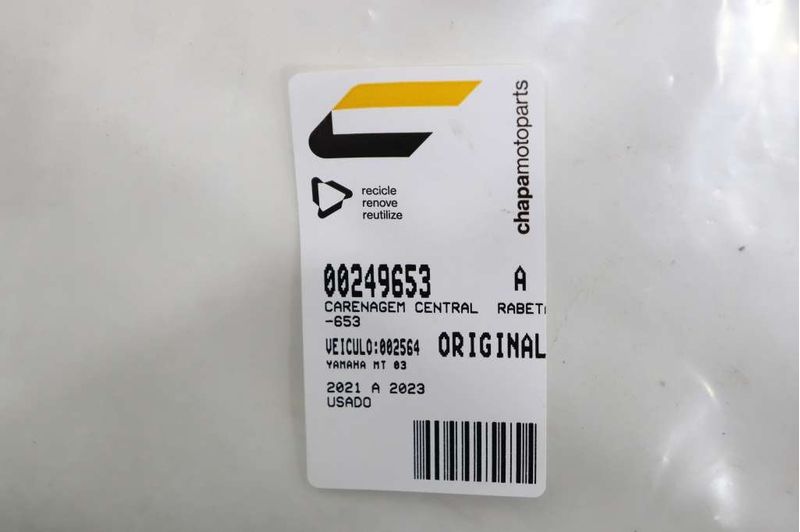 chapamotoparts
recicle
renove
reutilize
00249653 A
CARENAGEM CENTRAL
-653
VEICULO:002564 ORIGINAL
YAMAHA MT 03
2021 A 2023
USADO